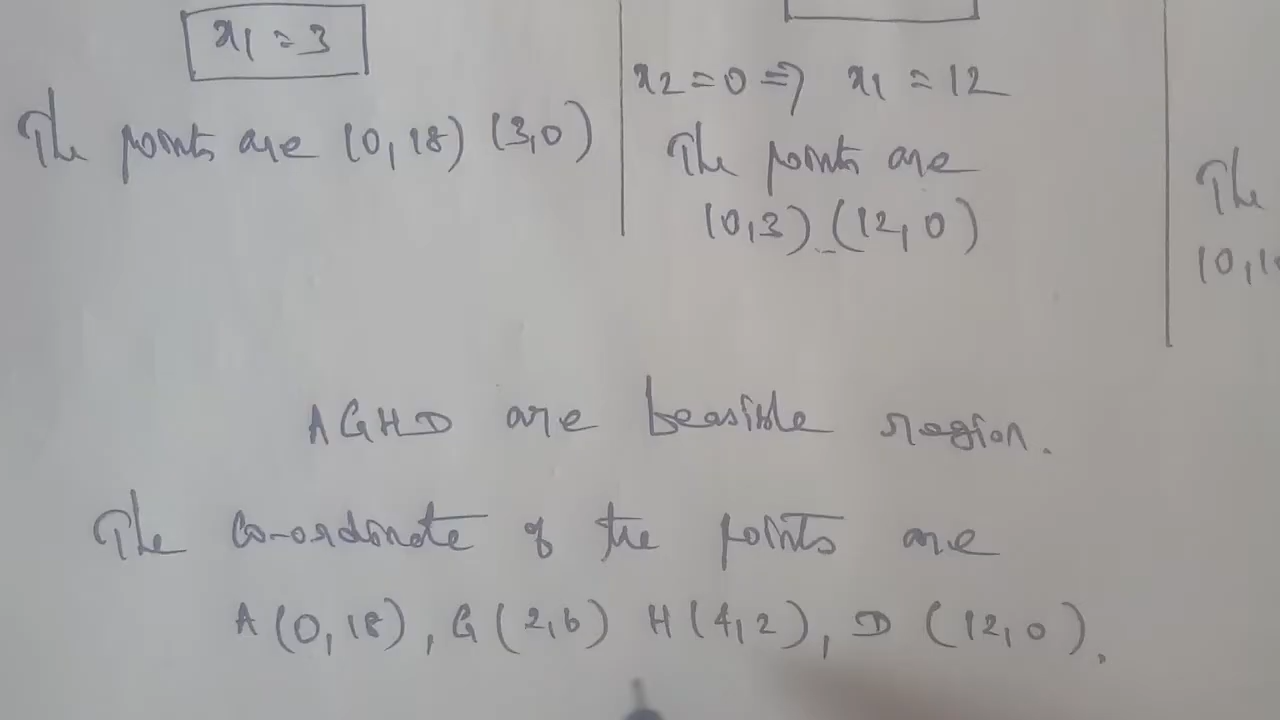 x1 = 3
The points are (0,18) (3,0)
x2 = 0 => x1 = 12
The points are
(0,3) (12,0)
The
AGHD are feasible region.
The co-ordinate of the points are
A (0,18), G (2,6) H (4,2), D (12,0).